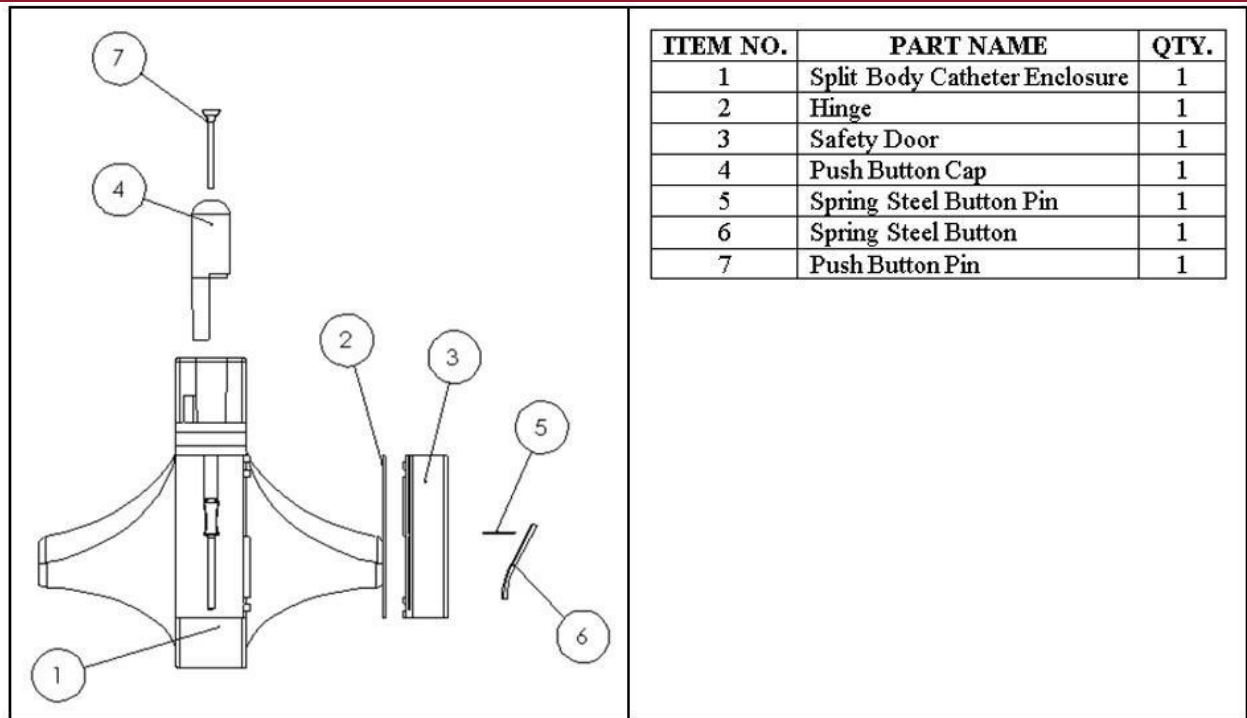 7
4
2
3
5
6
1
ITEM NO. PART NAME QTY.
1 Split Body Catheter Enclosure 1
2 Hinge 1
3 Safety Door 1
4 Push Button Cap 1
5 Spring Steel Button Pin 1
6 Spring Steel Button 1
7 Push Button Pin 1